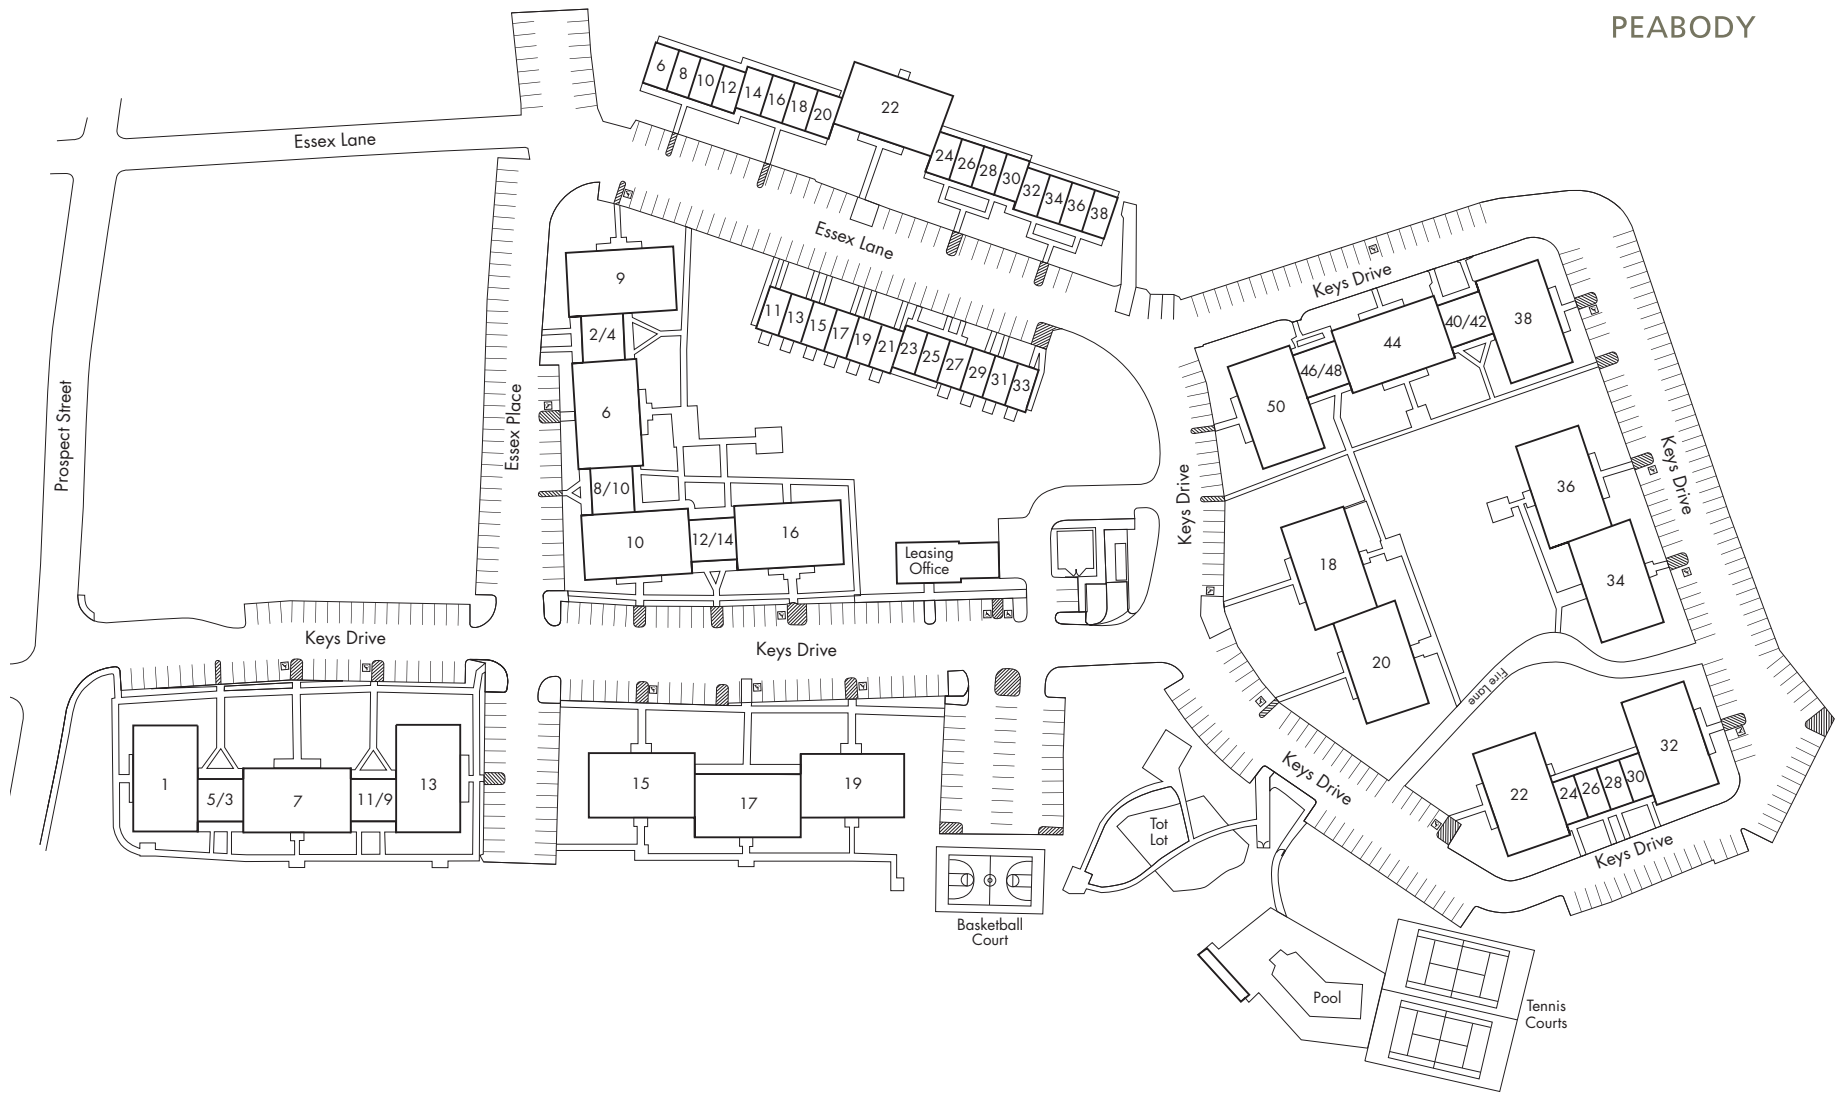 PEABODY
6
8
10
12
14
16
18
20
22
24
26
28
30
32
34
36
38
Essex Lane
Essex Lane
11
13
15
17
19
21
23
25
27
29
31
33
9
2/4
6
8/10
10
12/14
16
Essex Place
Prospect Street
Leasing
Office
Keys Drive
Keys Drive
1
5/3
7
11/9
13
15
17
19
Basketball
Court
Tot
Lot
Pool
Tennis
Courts
Keys Drive
Keys Drive
Keys Drive
Keys Drive
Keys Drive
Fire Lane
50
46/48
44
40/42
38
36
34
18
20
22
24
26
28
30
32